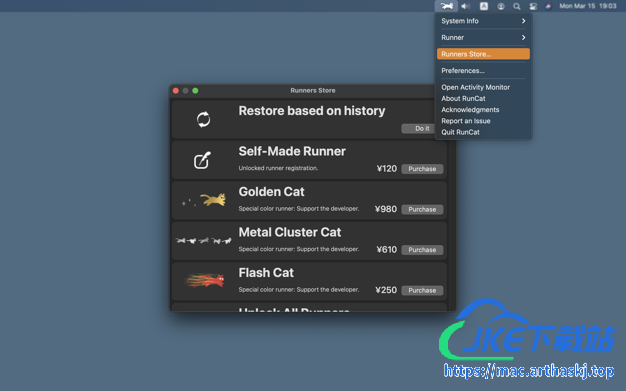 A
Mon Mar 15 19:03
System Info
Runner
Runners Store...
Preferences...
Open Activity Monitor
About RunCat
Acknowledgments
Report an Issue
Quit RunCat
Runners Store
Restore based on history
Do it
Self-Made Runner
Unlocked runner registration.
¥120 Purchase
Golden Cat
Special color runner: Support the developer.
¥980 Purchase
Metal Cluster Cat
Special color runner: Support the developer.
¥610 Purchase
Flash Cat
Special color runner: Support the developer.
¥250 Purchase
Unlock All Runners
JKE下载站
https://mac.arthaskj.top